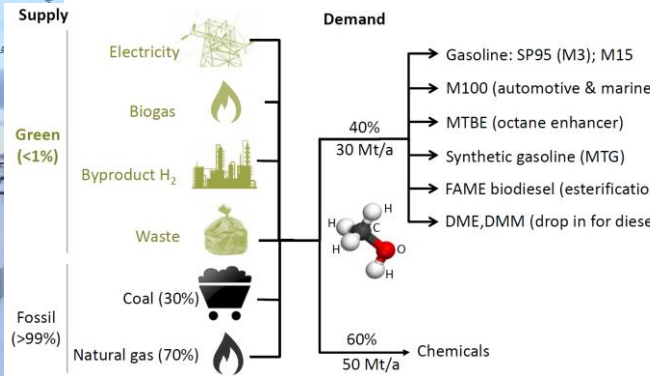 Supply
Demand
Electricity
Biogas
Green
(<1%)
Byproduct H₂
Waste
Fossil
(>99%)
Coal (30%)
Natural gas (70%)
40%
30 Mt/a
Gasoline: SP95 (M3); M15
M100 (automotive & marine
MTBE (octane enhancer)
Synthetic gasoline (MTG)
FAME biodiesel (esterificatio
DME,DMM (drop in for diese
H
H
C
H
O
H
60%
50 Mt/a
Chemicals